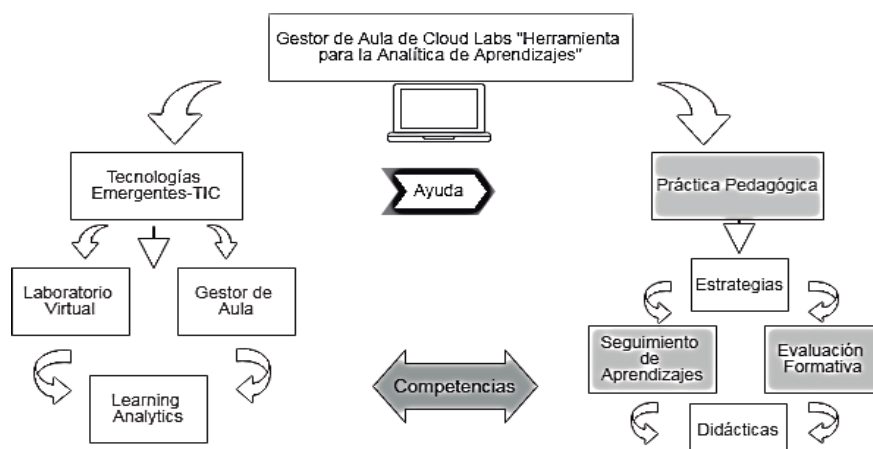 Gestor de Aula de Cloud Labs "Herramienta
para la Analítica de Aprendizajes"
Tecnologías
Emergentes-TIC
Ayuda
Práctica Pedagógica
Laboratorio
Virtual
Gestor de
Aula
Estrategias
Seguimiento
de
Aprendizajes
Evaluación
Formativa
Competencias
Learning
Analytics
Didácticas